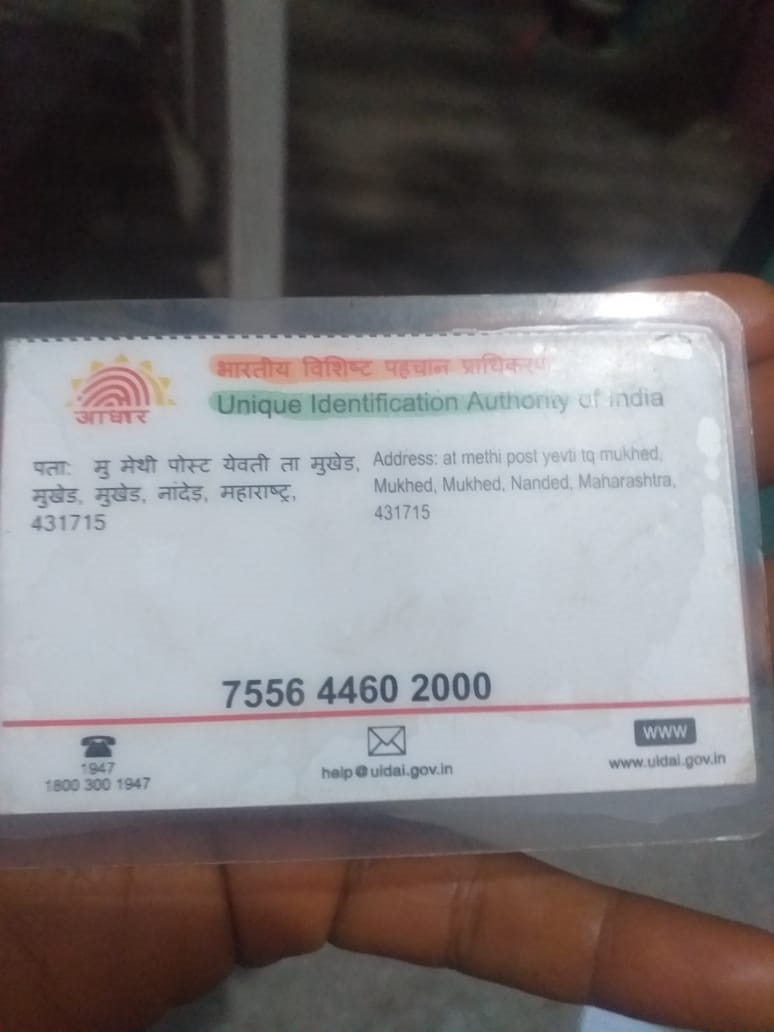 आधार
भारतीय विशिष्ट पहचान प्राधिकरण
Unique Identification Authority of India
पताः मु मेथी पोस्ट येवती ता मुखेड,
मुखेड, मुखेड, नांदेड, महाराष्ट्र,
431715
Address: at methi post yevti tq mukhed,
Mukhed, Mukhed, Nanded, Maharashtra,
431715
7556 4460 2000
1947
1800 300 1947
help@uidai.gov.in
www
www.uidai.gov.in